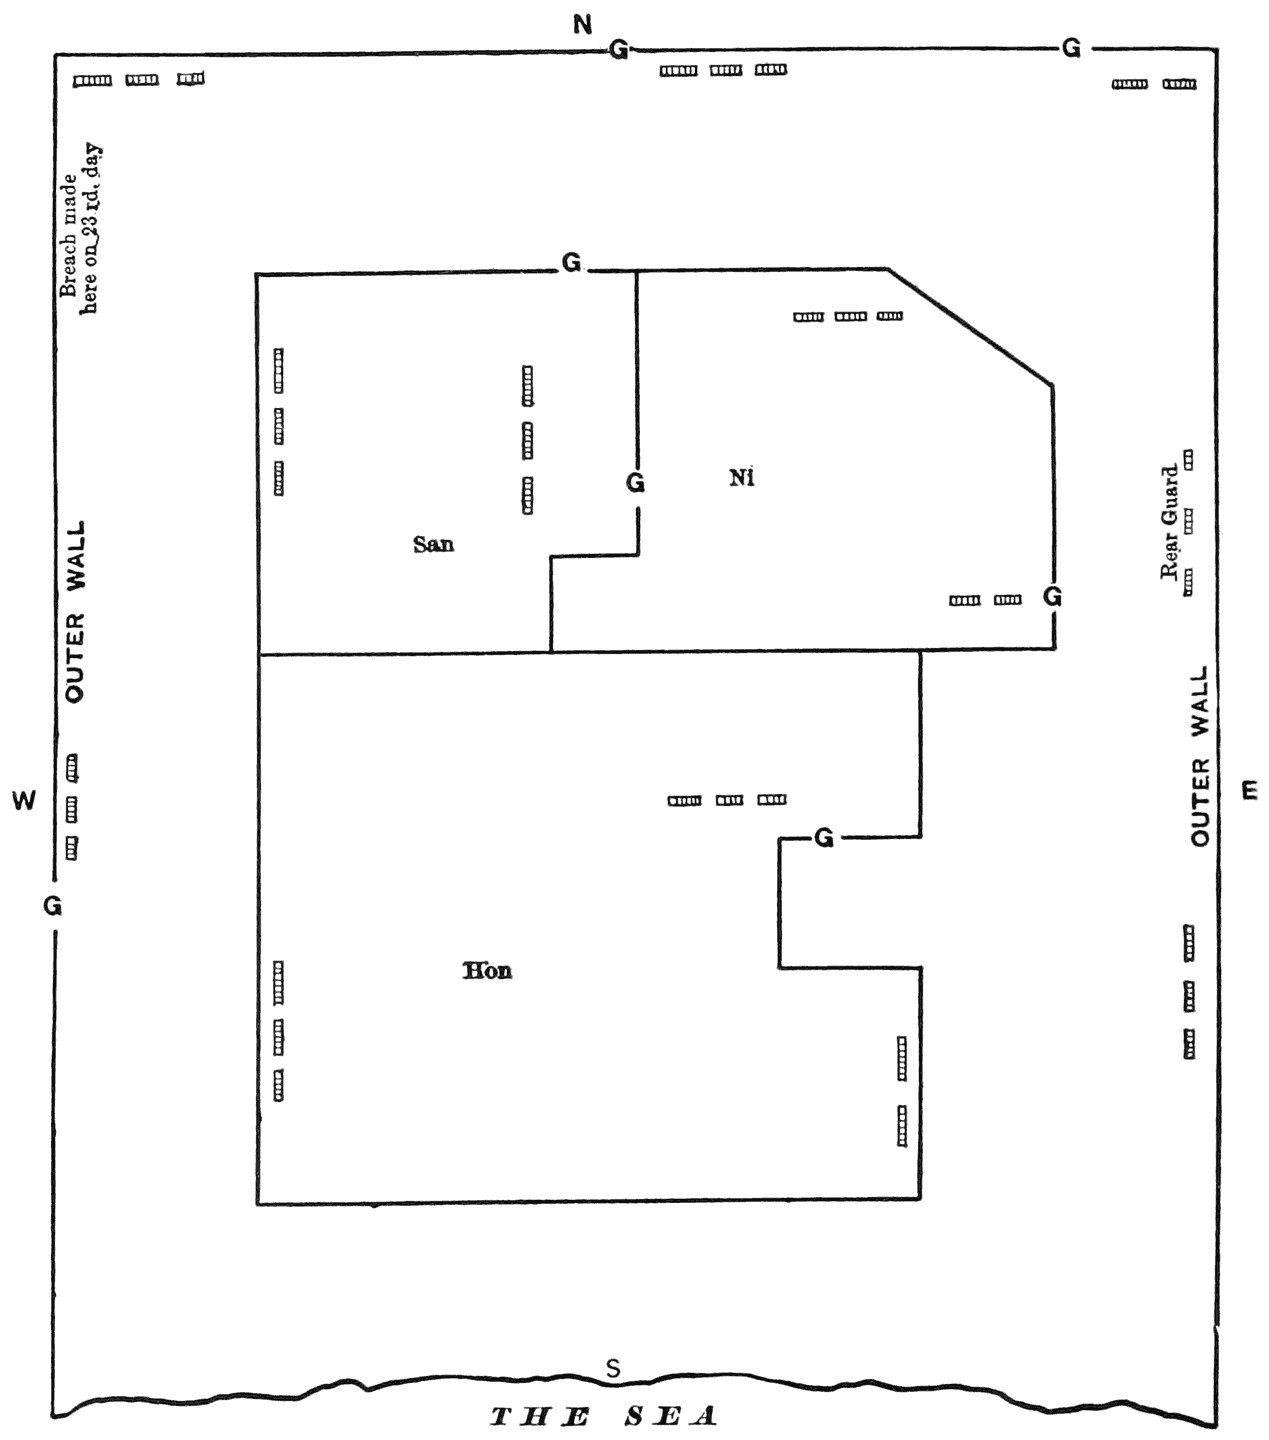 N
G
G
Breach made
here on 23 rd. day
G
Ni
G
San
Rear Guard
G
OUTER WALL
OUTER WALL
W
E
G
G
Hon
S
THE SEA